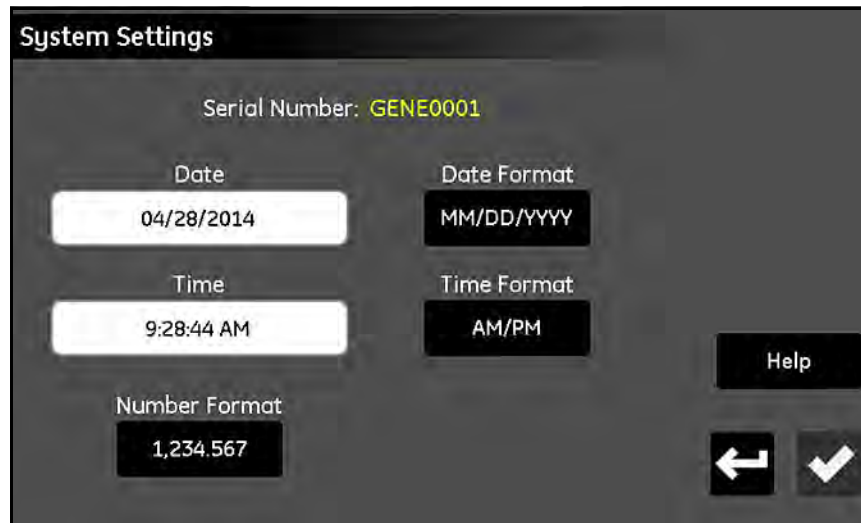 System Settings
Serial Number: GENE0001
Date
Date Format
04/28/2014
MM/DD/YYYY
Time
Time Format
9:28:44 AM
AM/PM
Help
Number Format
1,234.567